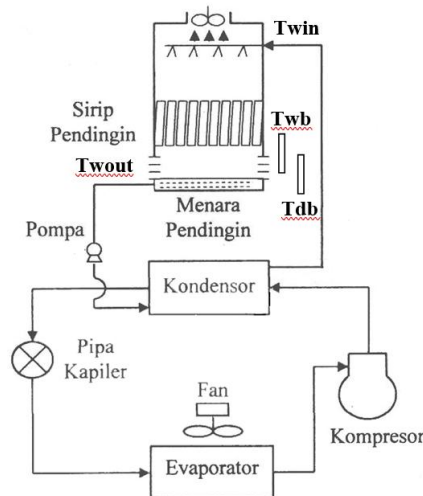 Twin
Sirip
Pendingin
Twb
Twout
Tdb
Menara
Pendingin
Pompa
Kondensor
Pipa
Kapiler
Fan
Kompresor
Evaporator